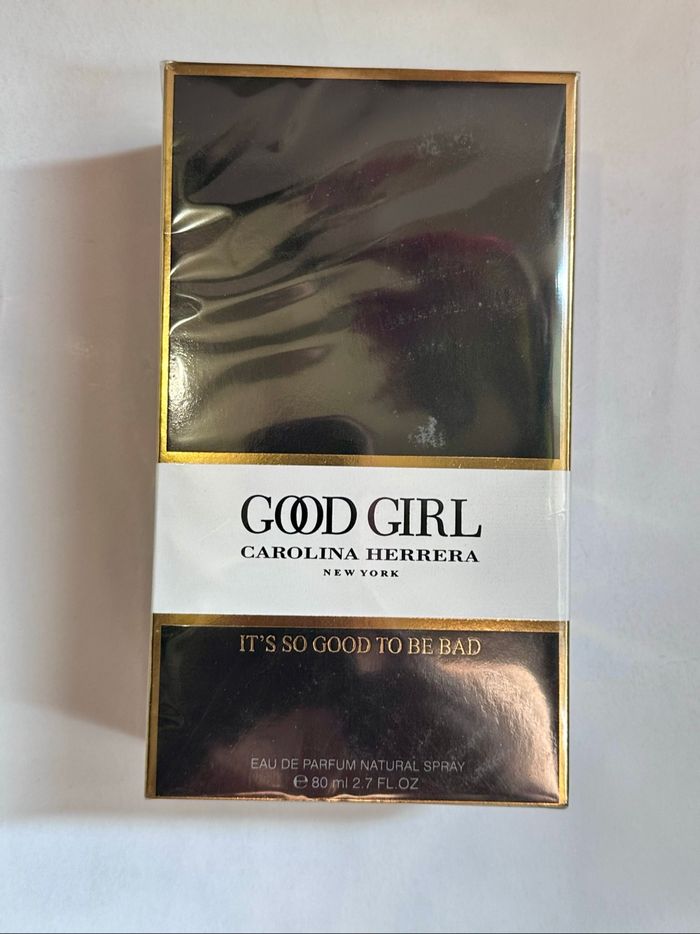 GOOD GIRL
CAROLINA HERRERA
NEW YORK
IT'S SO GOOD TO BE BAD
EAU DE PARFUM NATURAL SPRAY
℮ 80 ml 2.7 FL.OZ